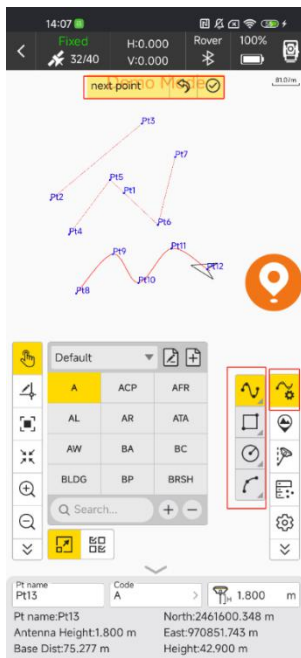 14:07
Fixed H:0.000 Rover 100%
32/40 V:0.000
next point
Demo Mode
81.0/m
Pt3
Pt7
Pt5
Pt1
Pt2
Pt6
Pt4
Pt11
Pt9
Pt12
Pt10
Pt8
Default
A ACP AFR
AL AR ATA
AW BA BC
BLDG BP BRSH
Search...
Pt name Code
Pt13 A 1.800 m
Pt name:Pt13 North:2461600.348 m
Antenna Height:1.800 m East:970851.743 m
Base Dist:75.277 m Height:42.900 m